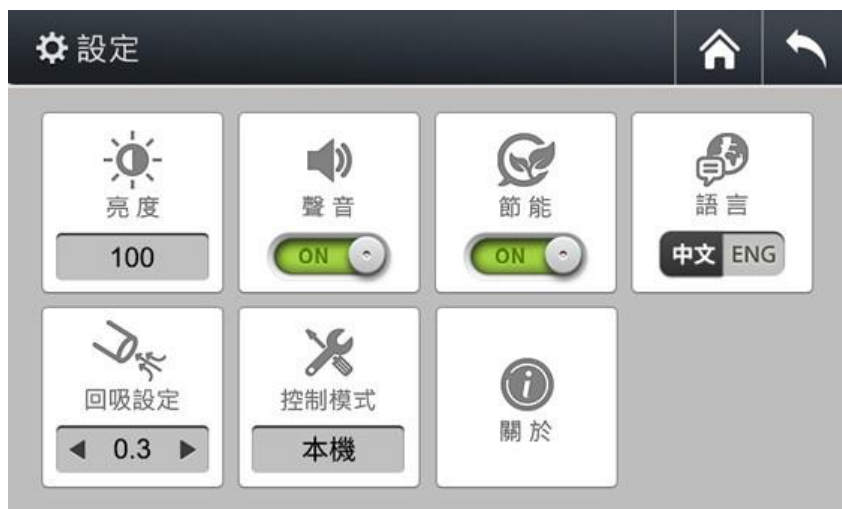 設定
亮度
100
聲音
ON
節能
ON
語言
中文 ENG
回吸設定
0.3
控制模式
本機
關於